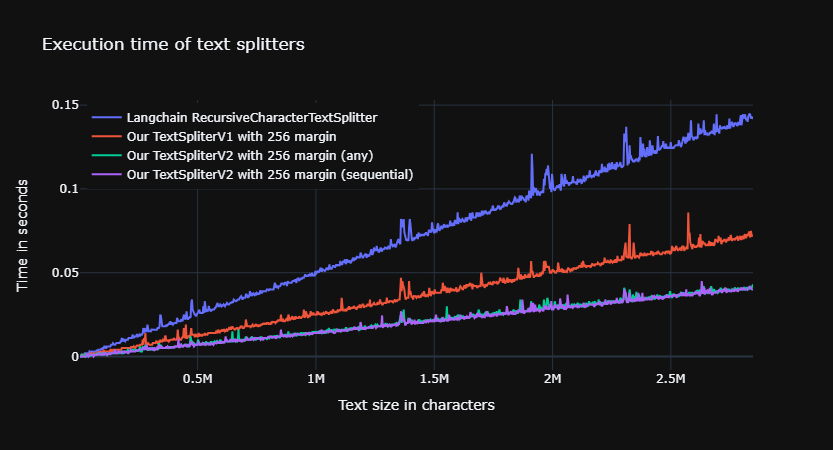 Execution time of text splitters
Langchain RecursiveCharacterTextSplitter
Our TextSpliterV1 with 256 margin
Our TextSpliterV2 with 256 margin (any)
Our TextSpliterV2 with 256 margin (sequential)
Time in seconds
0.15
0.1
0.05
0
0.5M
1M
1.5M
2M
2.5M
Text size in characters